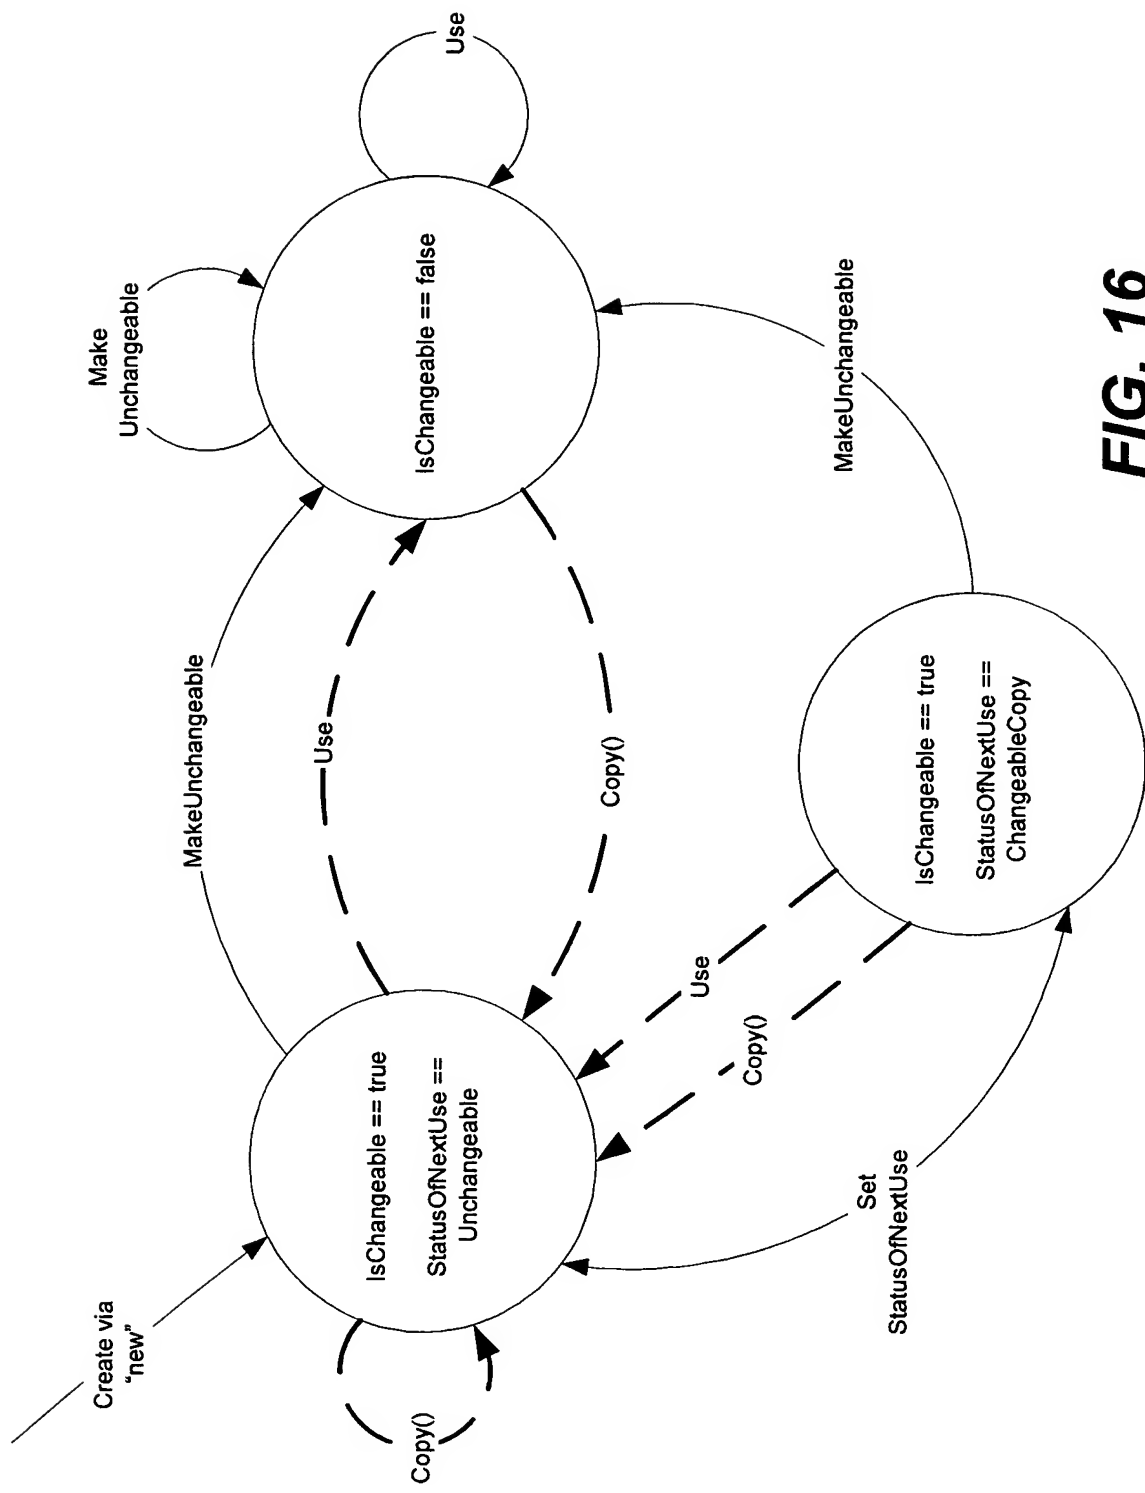 Create via
"new"
MakeUnchangeable
Make
Unchangeable
Use
Use
IsChangeable == true
StatusOfNextUse ==
Unchangeable
IsChangeable == false
Copy()
Copy()
Use
Copy()
MakeUnchangeable
Set
StatusOfNextUse
IsChangeable == true
StatusOfNextUse ==
ChangeableCopy
FIG. 16